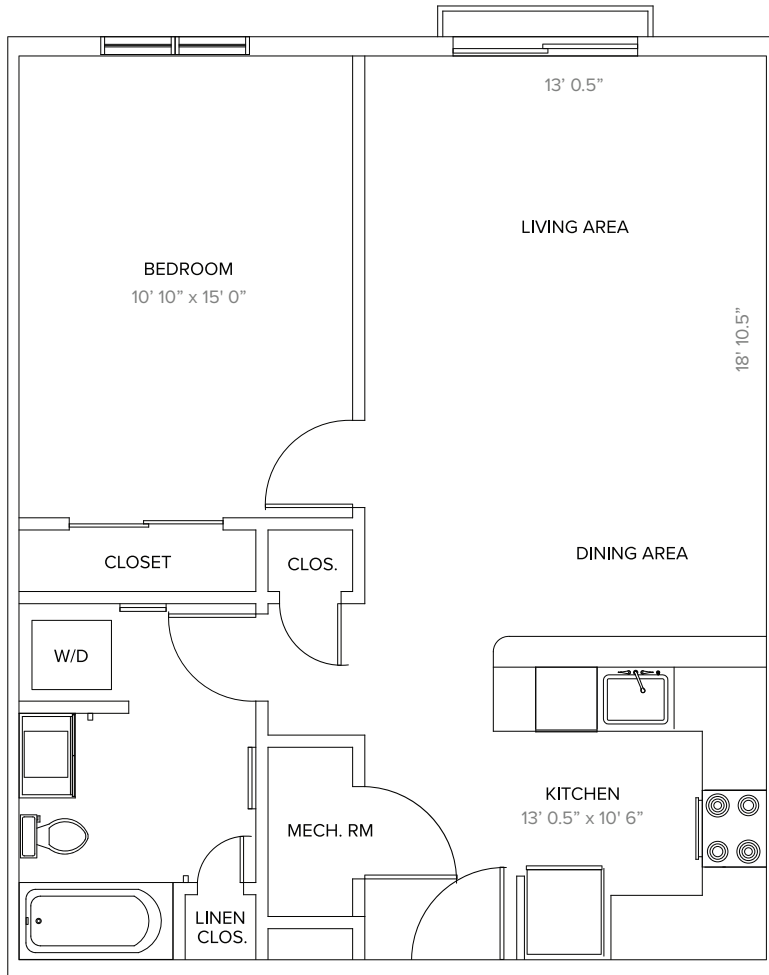 13’ 0.5”
LIVING AREA
BEDROOM
10’ 10” x 15' 0”
18' 10.5”
DINING AREA
CLOSET
CLOS.
W/D
KITCHEN
13’ 0.5” x 10’ 6”
MECH. RM
LINEN
CLOS.